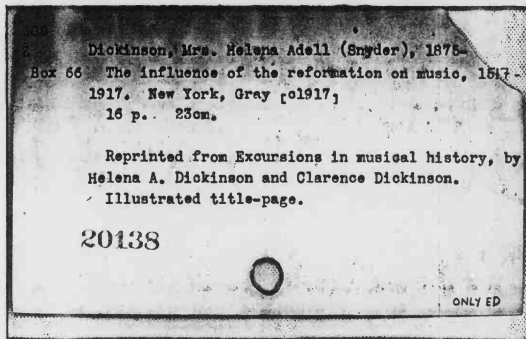 Z Dickinson, Mrs. Helena Adell (Snyder), 1875-
Box 66 The influence of the reformation on music, 1517-
1917. New York, Gray [c1917]
16 p. 23cm.
Reprinted from Excursions in musical history, by
Helena A. Dickinson and Clarence Dickinson.
Illustrated title-page.
20138
ONLY ED